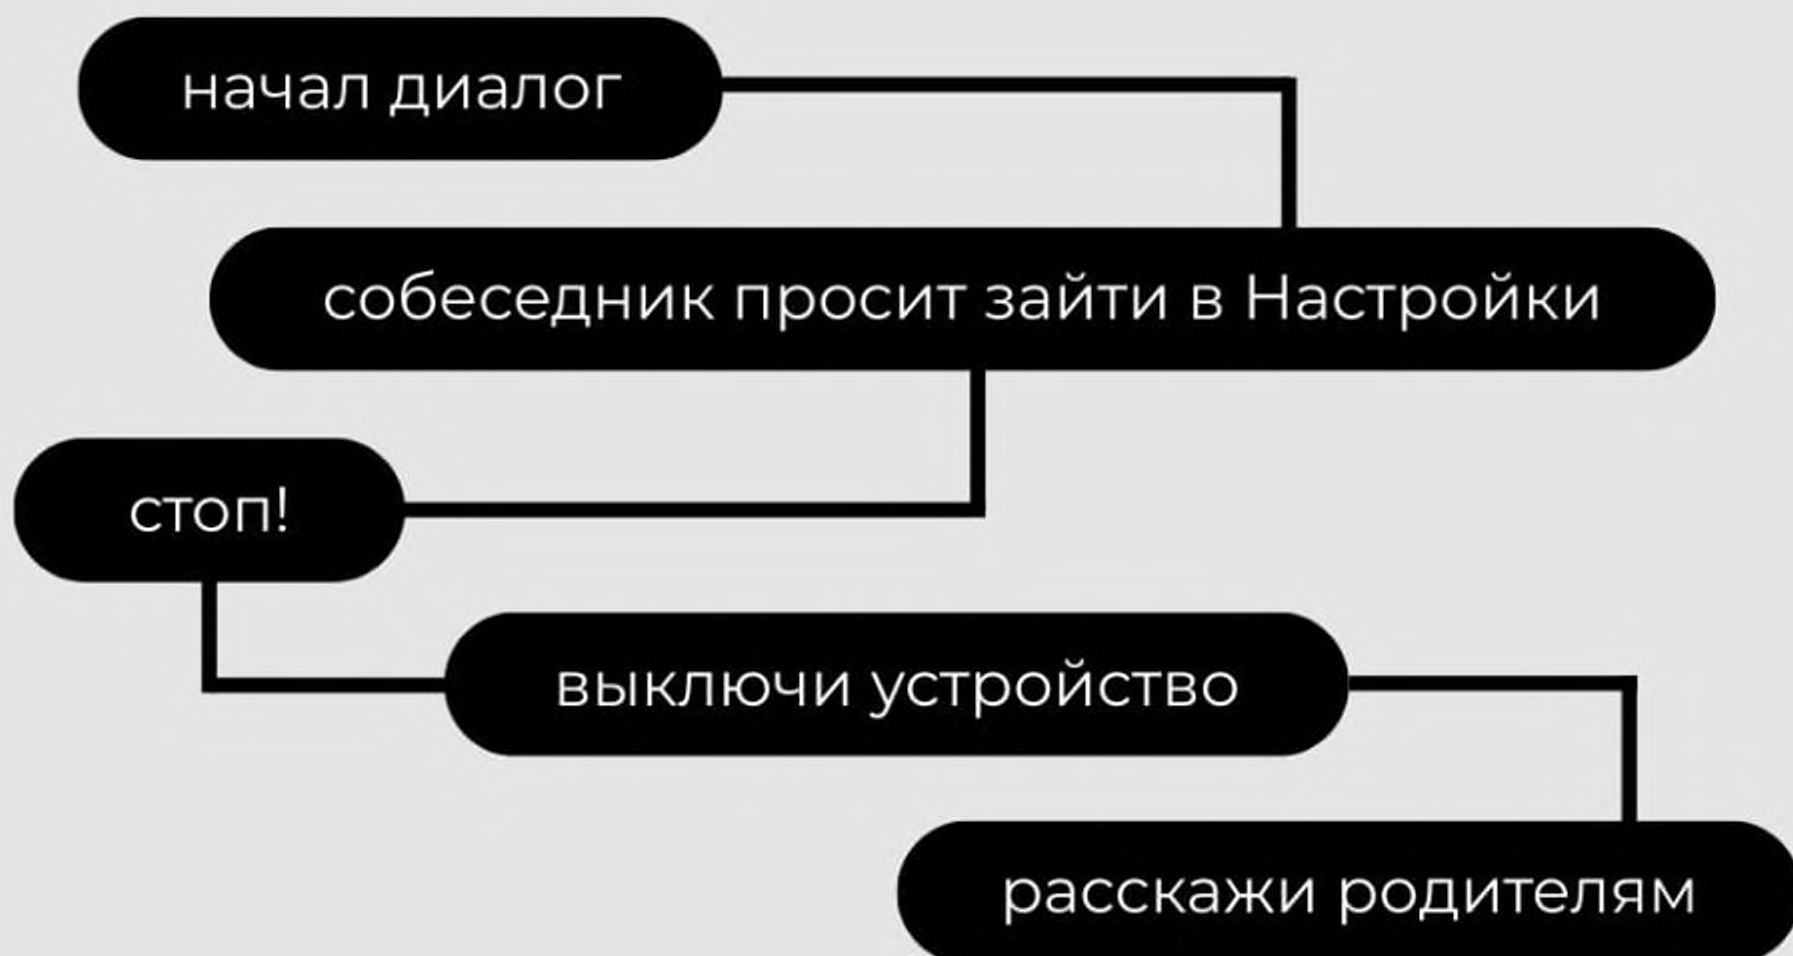 начал диалог
собеседник просит зайти в Настройки
стоп!
выключи устройство
расскажи родителям